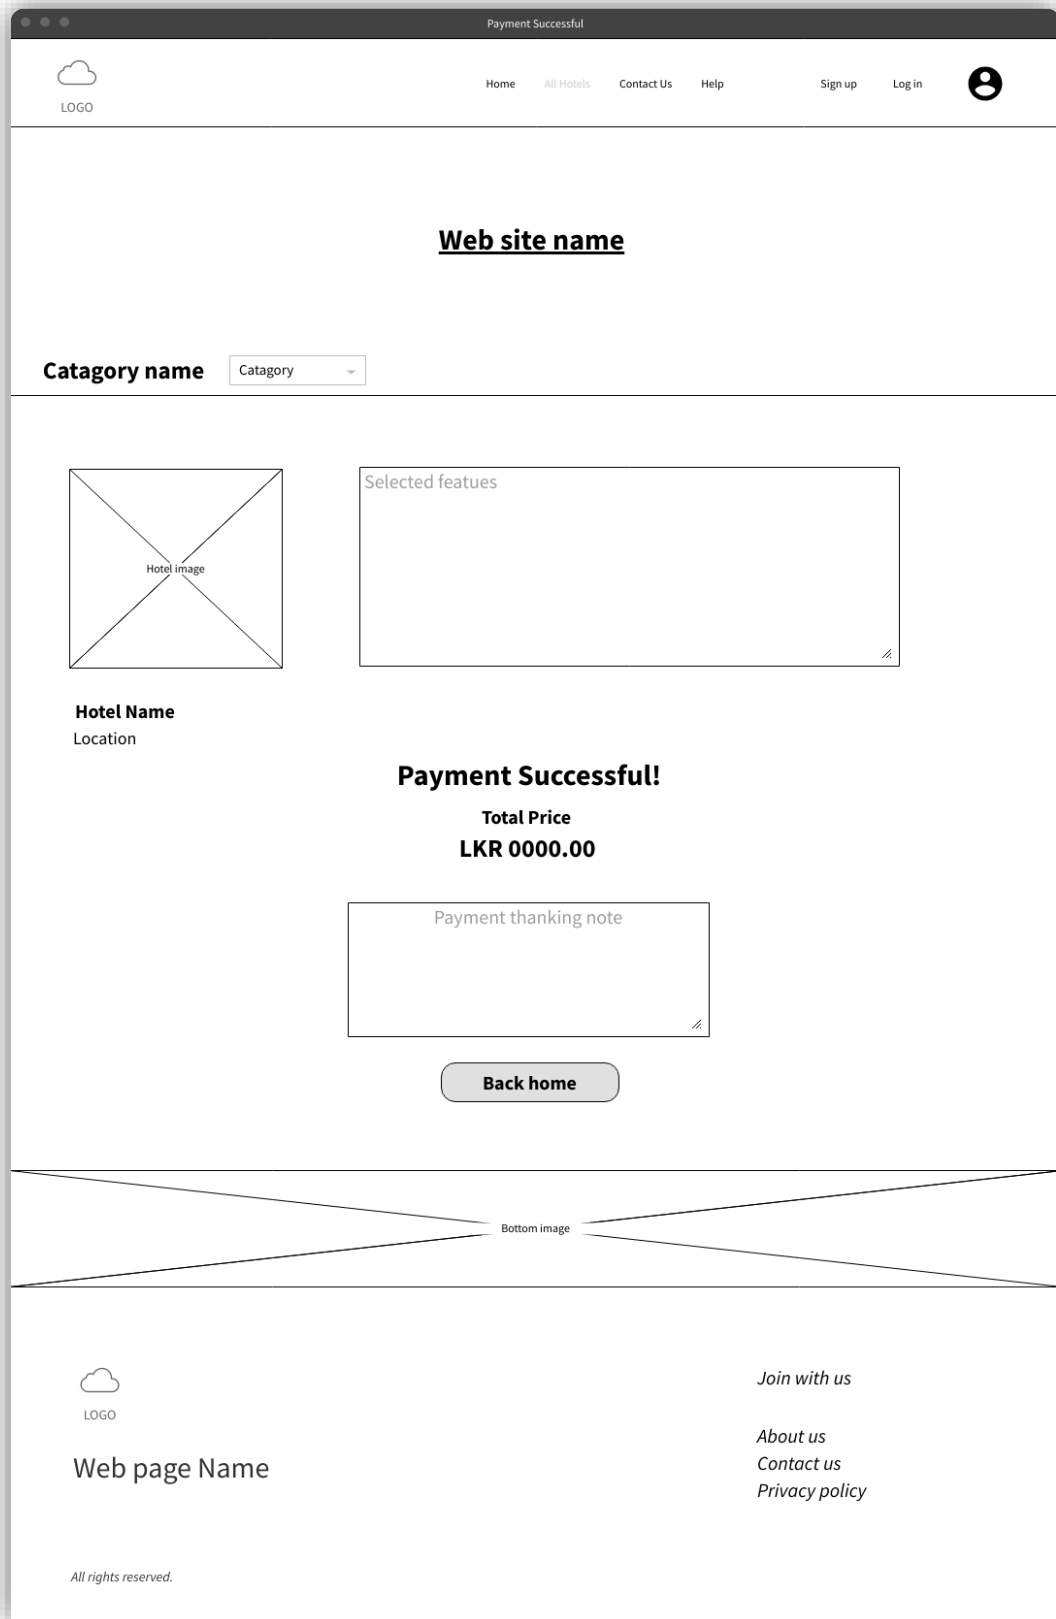 Payment Successful
LOGO
Home All Hotels Contact Us Help Sign up Log in
Web site name
Catagory name Catagory
Hotel image
Selected featues
Hotel Name
Location
Payment Successful!
Total Price
LKR 0000.00
Payment thanking note
Back home
Bottom image
LOGO
Web page Name
Join with us
About us
Contact us
Privacy policy
All rights reserved.